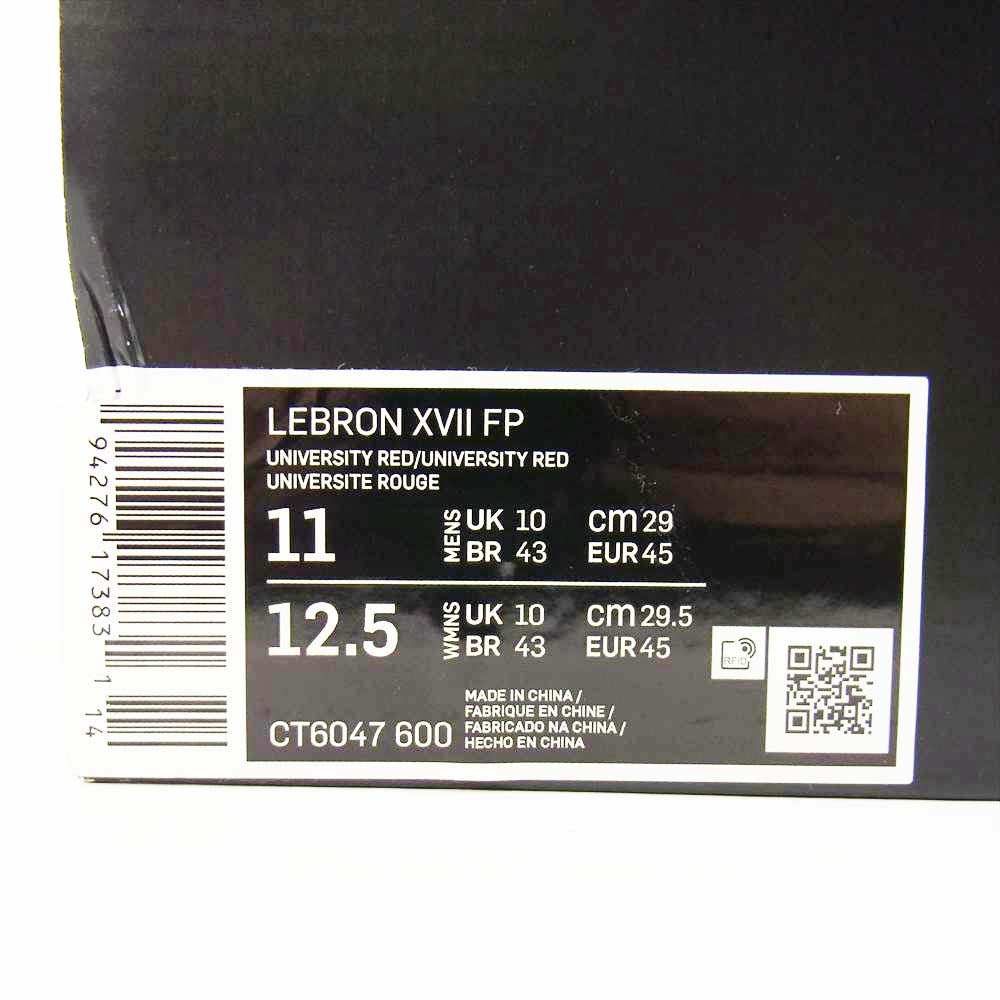 LEBRON XVII FP
UNIVERSITY RED/UNIVERSITY RED
UNIVERSITE ROUGE
11 MENS UK 10 cm 29
BR 43 EUR 45
12.5 WMNS UK 10 cm 29.5
BR 43 EUR 45
RFID
CT6047 600
MADE IN CHINA /
FABRIQUE EN CHINE /
FABRICADO NA CHINA /
HECHO EN CHINA
94276 17383 1 14